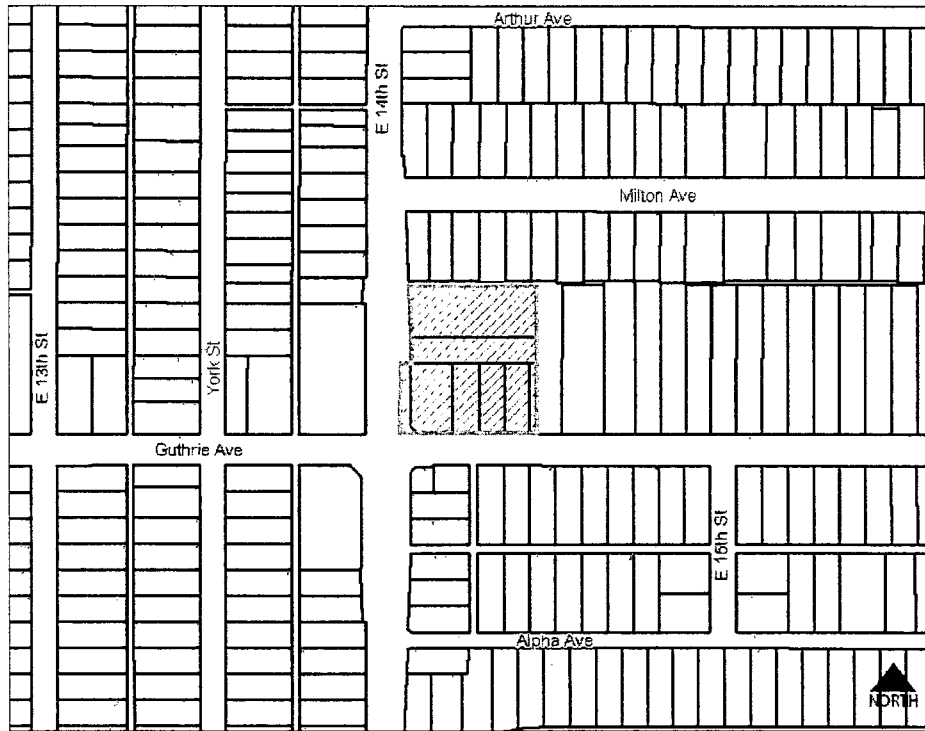 Arthur Ave
E 14th St
Milton Ave
E 13th St
York St
Guthrie Ave
E 15th St
Alpha Ave
NORTH